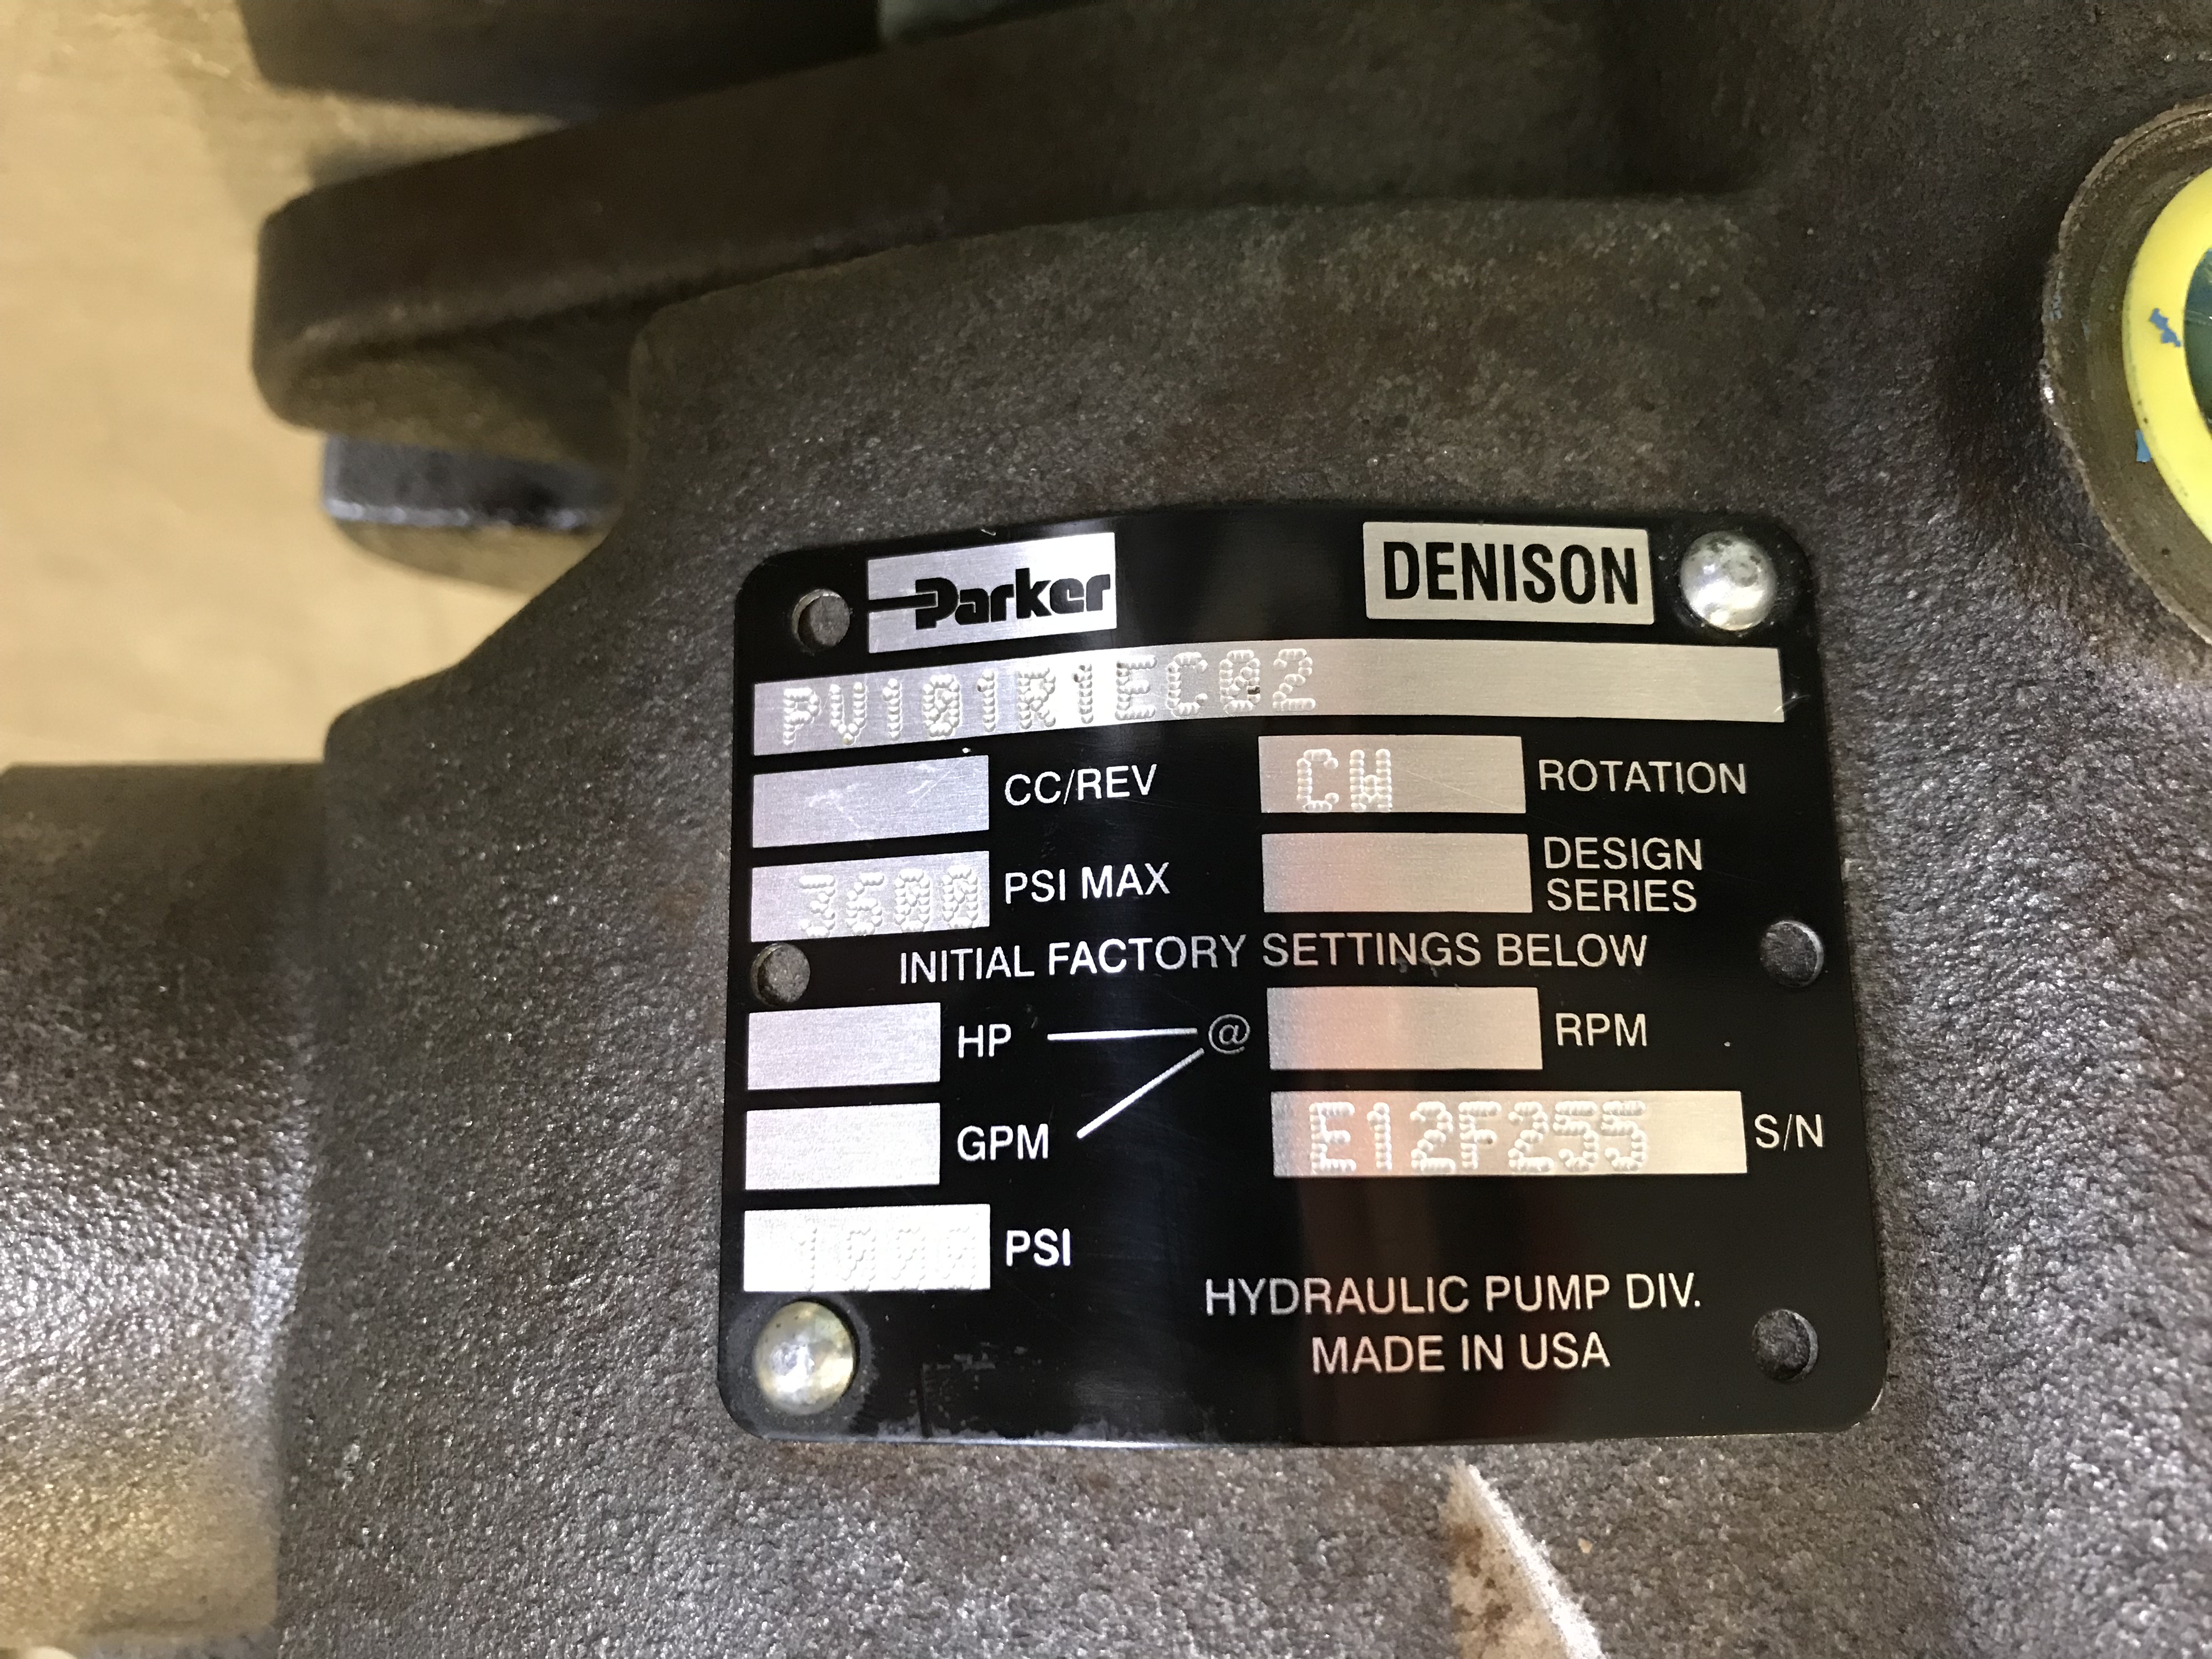 Parker DENISON
PV101R1EC02
CC/REV CW ROTATION
3600 PSI MAX DESIGN SERIES
INITIAL FACTORY SETTINGS BELOW
HP @ RPM
GPM E12F255 S/N
1000 PSI
HYDRAULIC PUMP DIV.
MADE IN USA